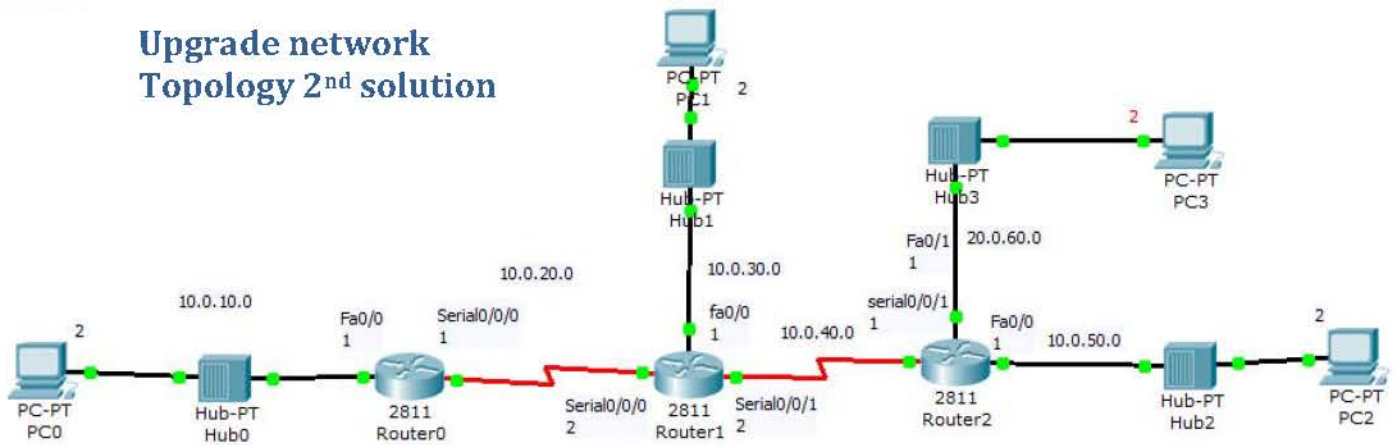 Upgrade network
Topology 2nd solution
PC-PT
PC1
2
Hub-PT
Hub1
2
Hub-PT
Hub3
PC-PT
PC3
Fa0/1
1
20.0.60.0
10.0.20.0
10.0.30.0
10.0.10.0
Fa0/0
1
Serial0/0/0
1
fa0/0
1
10.0.40.0
serial0/0/1
1
Fa0/0
1
10.0.50.0
2
2
PC-PT
PC0
Hub-PT
Hub0
2811
Router0
Serial0/0/0
2
2811
Router1
Serial0/0/1
2
2811
Router2
Hub-PT
Hub2
PC-PT
PC2